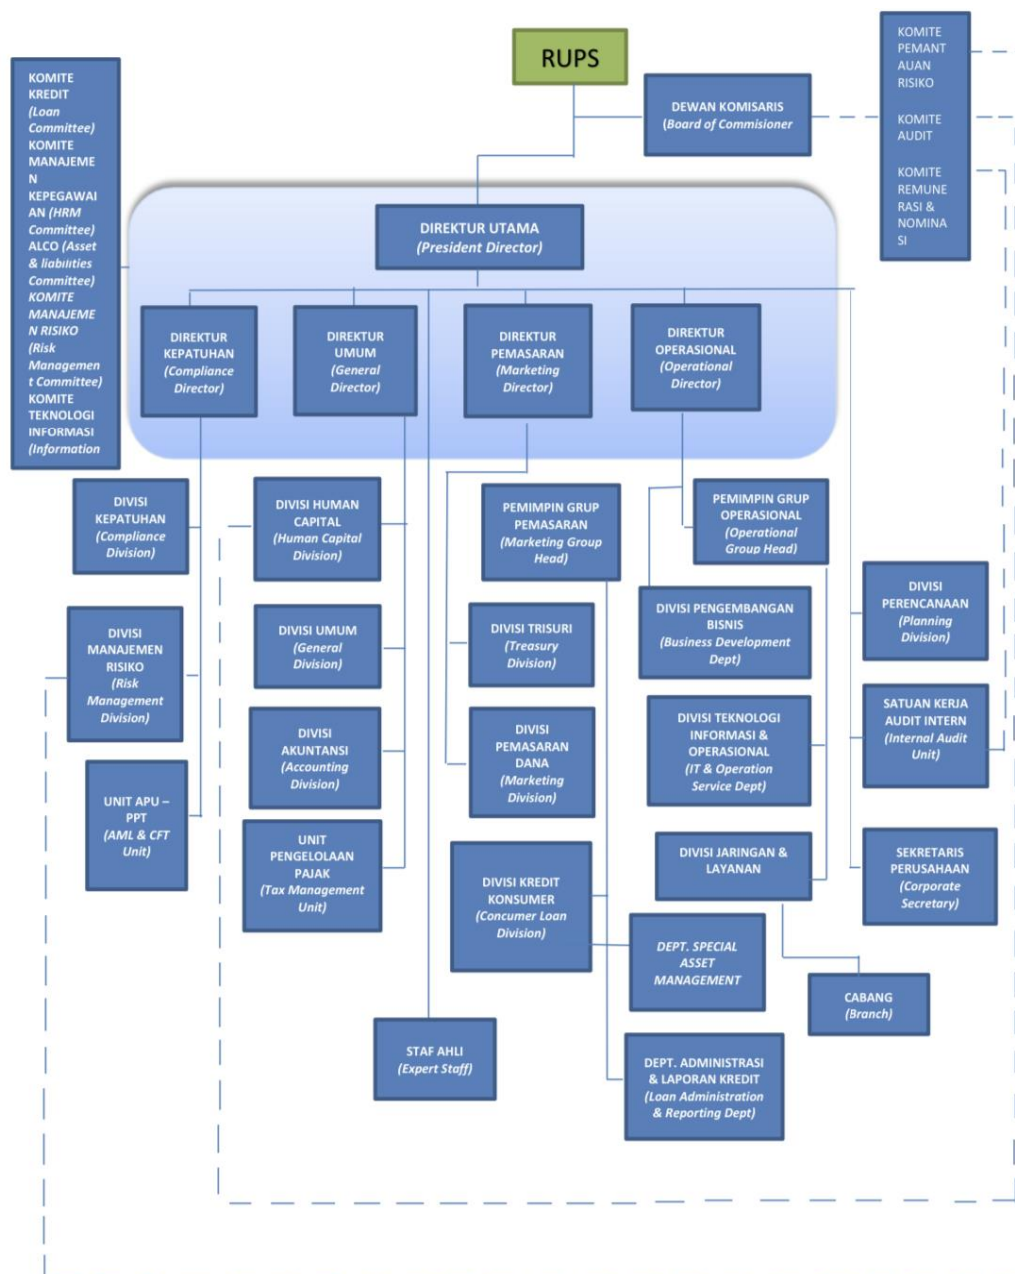 RUPS
DEWAN KOMISARIS
(Board of Commisioner
KOMITE
PEMANT
AUAN
RISIKO
KOMITE
AUDIT
KOMITE
REMUNE
RASI &
NOMINA
SI
KOMITE
KREDIT
(Loan
Committee)
KOMITE
MANAJEME
N
KEPEGAWAI
AN (HRM
Committee)
ALCO (Asset
& liabilities
Committee)
KOMITE
MANAJEME
N RISIKO
(Risk
Managemen
t Committee)
KOMITE
TEKNOLOGI
INFORMASI
(Information
DIREKTUR UTAMA
(President Director)
DIREKTUR
KEPATUHAN
(Compliance
Director)
DIREKTUR
UMUM
(General
Director)
DIREKTUR
PEMASARAN
(Marketing
Director)
DIREKTUR
OPERASIONAL
(Operational
Director)
DIVISI
KEPATUHAN
(Compliance
Division)
DIVISI HUMAN
CAPITAL
(Human Capital
Division)
PEMIMPIN GRUP
PEMASARAN
(Marketing Group
Head)
PEMIMPIN GRUP
OPERASIONAL
(Operational
Group Head)
DIVISI
MANAJEMEN
RISIKO
(Risk
Management
Division)
DIVISI UMUM
(General
Division)
DIVISI TRISURI
(Treasury
Division)
DIVISI PENGEMBANGAN
BISNIS
(Business Development
Dept)
DIVISI
PERENCANAAN
(Planning
Division)
DIVISI
AKUNTANSI
(Accounting
Division)
DIVISI
PEMASARAN
DANA
(Marketing
Division)
DIVISI TEKNOLOGI
INFORMASI &
OPERASIONAL
(IT & Operation
Service Dept)
SATUAN KERJA
AUDIT INTERN
(Internal Audit
Unit)
UNIT APU –
PPT
(AML & CFT
Unit)
UNIT
PENGELOLAAN
PAJAK
(Tax Management
Unit)
DIVISI KREDIT
KONSUMER
(Concumer Loan
Division)
DIVISI JARINGAN &
LAYANAN
SEKRETARIS
PERUSAHAAN
(Corporate
Secretary)
DEPT. SPECIAL
ASSET
MANAGEMENT
CABANG
(Branch)
STAF AHLI
(Expert Staff)
DEPT. ADMINISTRASI
& LAPORAN KREDIT
(Loan Administration
& Reporting Dept)